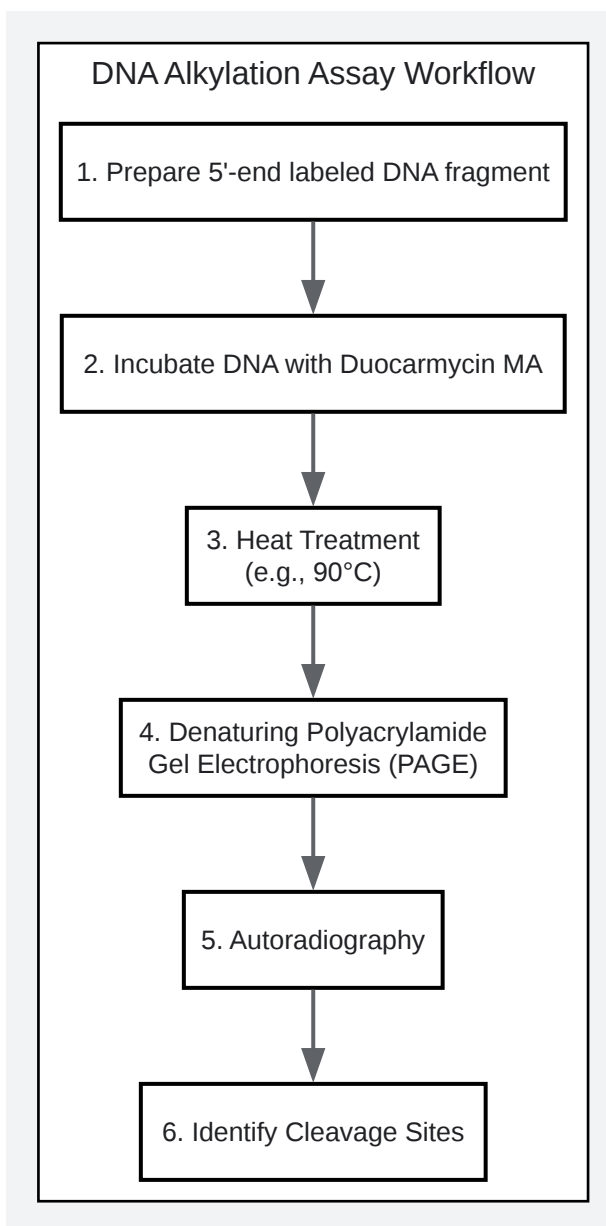 DNA Alkylation Assay Workflow
1. Prepare 5'-end labeled DNA fragment
2. Incubate DNA with Duocarmycin MA
3. Heat Treatment
(e.g., 90°C)
4. Denaturing Polyacrylamide
Gel Electrophoresis (PAGE)
5. Autoradiography
6. Identify Cleavage Sites